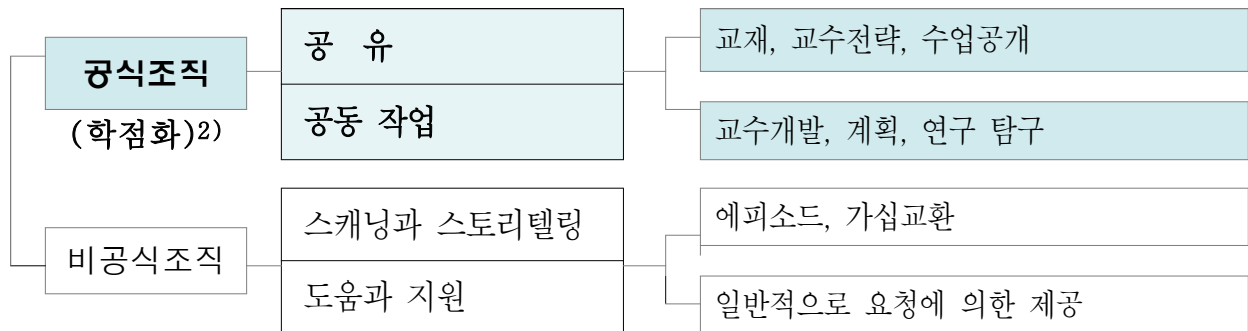 공식조직
(학점화)2)
공 유
공동 작업
교재, 교수전략, 수업공개
교수개발, 계획, 연구 탐구
비공식조직
스캐닝과 스토리텔링
도움과 지원
에피소드, 가십교환
일반적으로 요청에 의한 제공